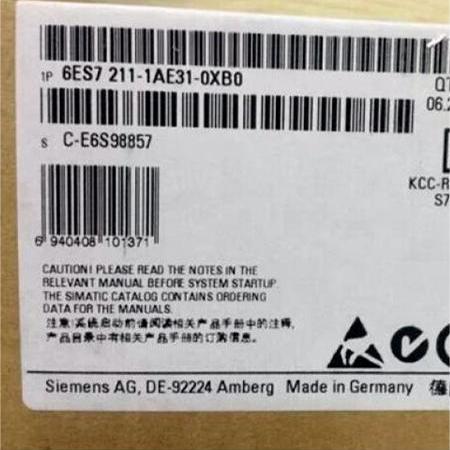 1P 6ES7 211-1AE31-0XB0
06.2
S C-E6S98857
KCC-R
S7
6 940408 101371
CAUTION! PLEASE READ THE NOTES IN THE
RELEVANT MANUAL BEFORE SYSTEM STARTUP.
THE SIMATIC CATALOG CONTAINS ORDERING
DATA FOR THE MANUALS.
注意:系统启动前请阅读相关产品手册中的注释,
产品目录中有相关产品手册的订购信息。
Siemens AG, DE-92224 Amberg Made in Germany